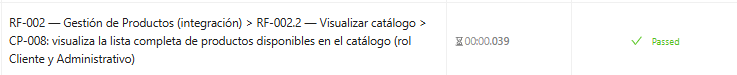 RF-002 — Gestión de Productos (integración) > RF-002.2 — Visualizar catálogo >
CP-008: visualiza la lista completa de productos disponibles en el catálogo (rol
Cliente y Administrativo)
00:00.039
Passed